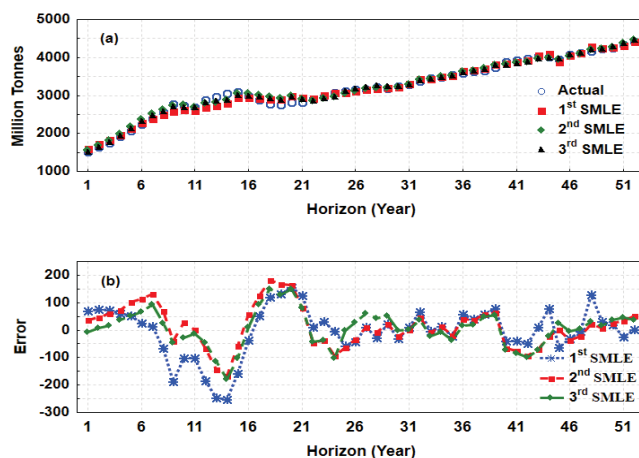 (a)
5000
4000
3000
2000
1000
Million Tonnes
Actual
1st SMLE
2nd SMLE
3rd SMLE
1 6 11 16 21 26 31 36 41 46 51
Horizon (Year)
(b)
200
100
0
-100
-200
-300
Error
1st SMLE
2nd SMLE
3rd SMLE
1 6 11 16 21 26 31 36 41 46 51
Horizon (Year)